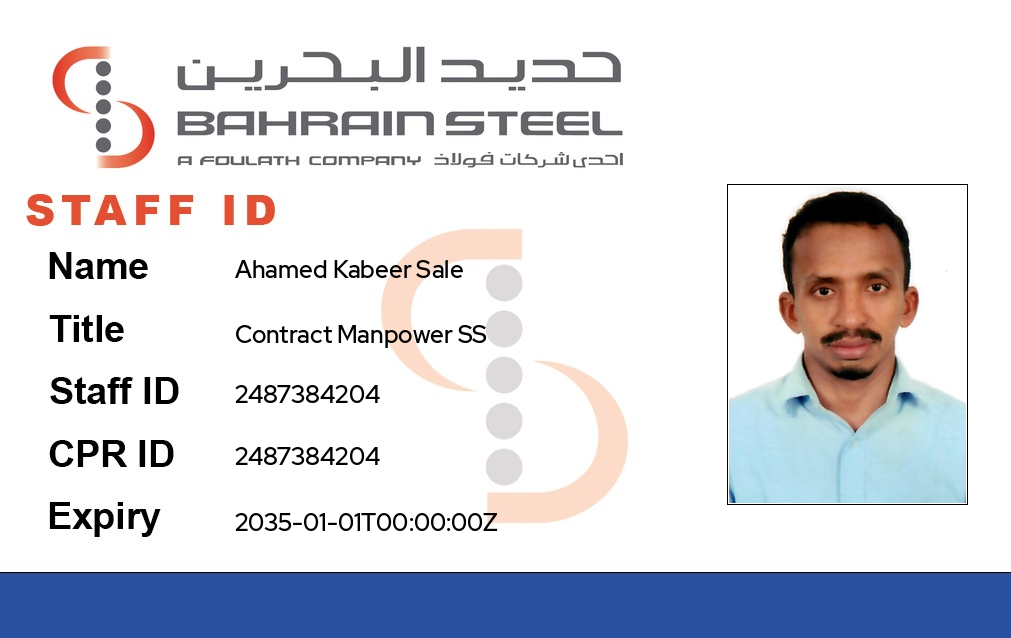 حديد البحرين
BAHRAIN STEEL
A FOULATH COMPANY احدى شركات فولاذ
STAFF ID
Name Ahamed Kabeer Sale
Title Contract Manpower SS
Staff ID 2487384204
CPR ID 2487384204
Expiry 2035-01-01T00:00:00Z